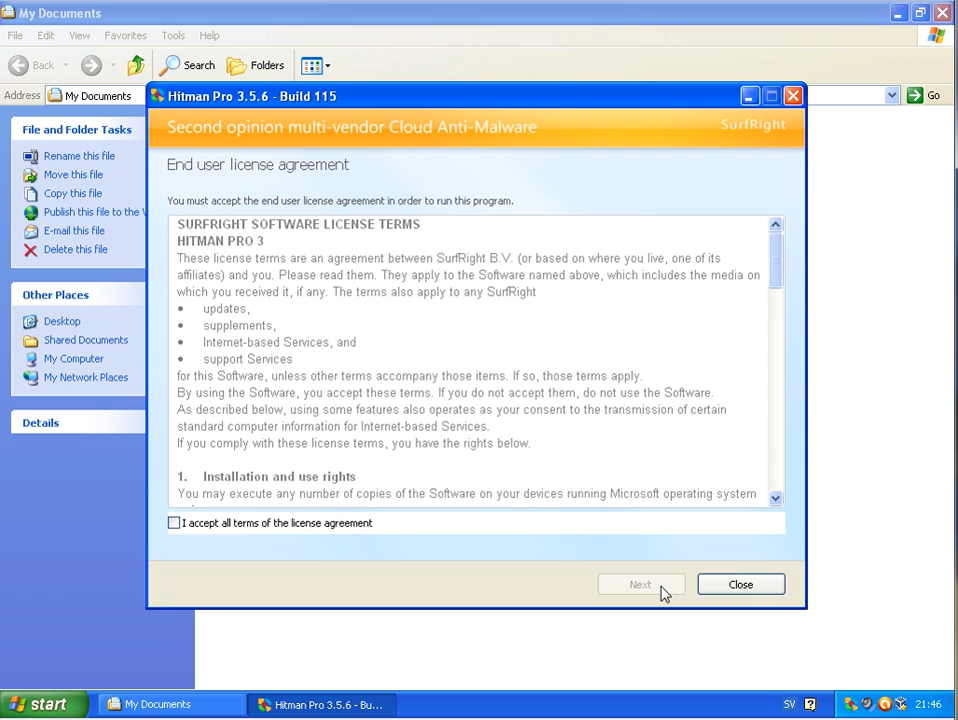 My Documents
File Edit View Favorites Tools Help
Back Search Folders
Address My Documents Go
Hitman Pro 3.5.6 - Build 115
Second opinion multi-vendor Cloud Anti-Malware SurfRight
File and Folder Tasks
Rename this file
Move this file
Copy this file
Publish this file to the
E-mail this file
Delete this file
Other Places
Desktop
Shared Documents
My Computer
My Network Places
Details
End user license agreement
You must accept the end user license agreement in order to run this program.
SURFRIGHT SOFTWARE LICENSE TERMS
HITMAN PRO 3
These license terms are an agreement between SurfRight B.V. (or based on where you live, one of its
affiliates) and you. Please read them. They apply to the Software named above, which includes the media on
which you received it, if any. The terms also apply to any SurfRight
• updates,
• supplements,
• Internet-based Services, and
• support Services
for this Software, unless other terms accompany those items. If so, those terms apply.
By using the Software, you accept these terms. If you do not accept them, do not use the Software.
As described below, using some features also operates as your consent to the transmission of certain
standard computer information for Internet-based Services.
If you comply with these license terms, you have the rights below.
1. Installation and use rights
You may execute any number of copies of the Software on your devices running Microsoft operating system
I accept all terms of the license agreement
Next Close
start My Documents Hitman Pro 3.5.6 - Bu... SV 21:46